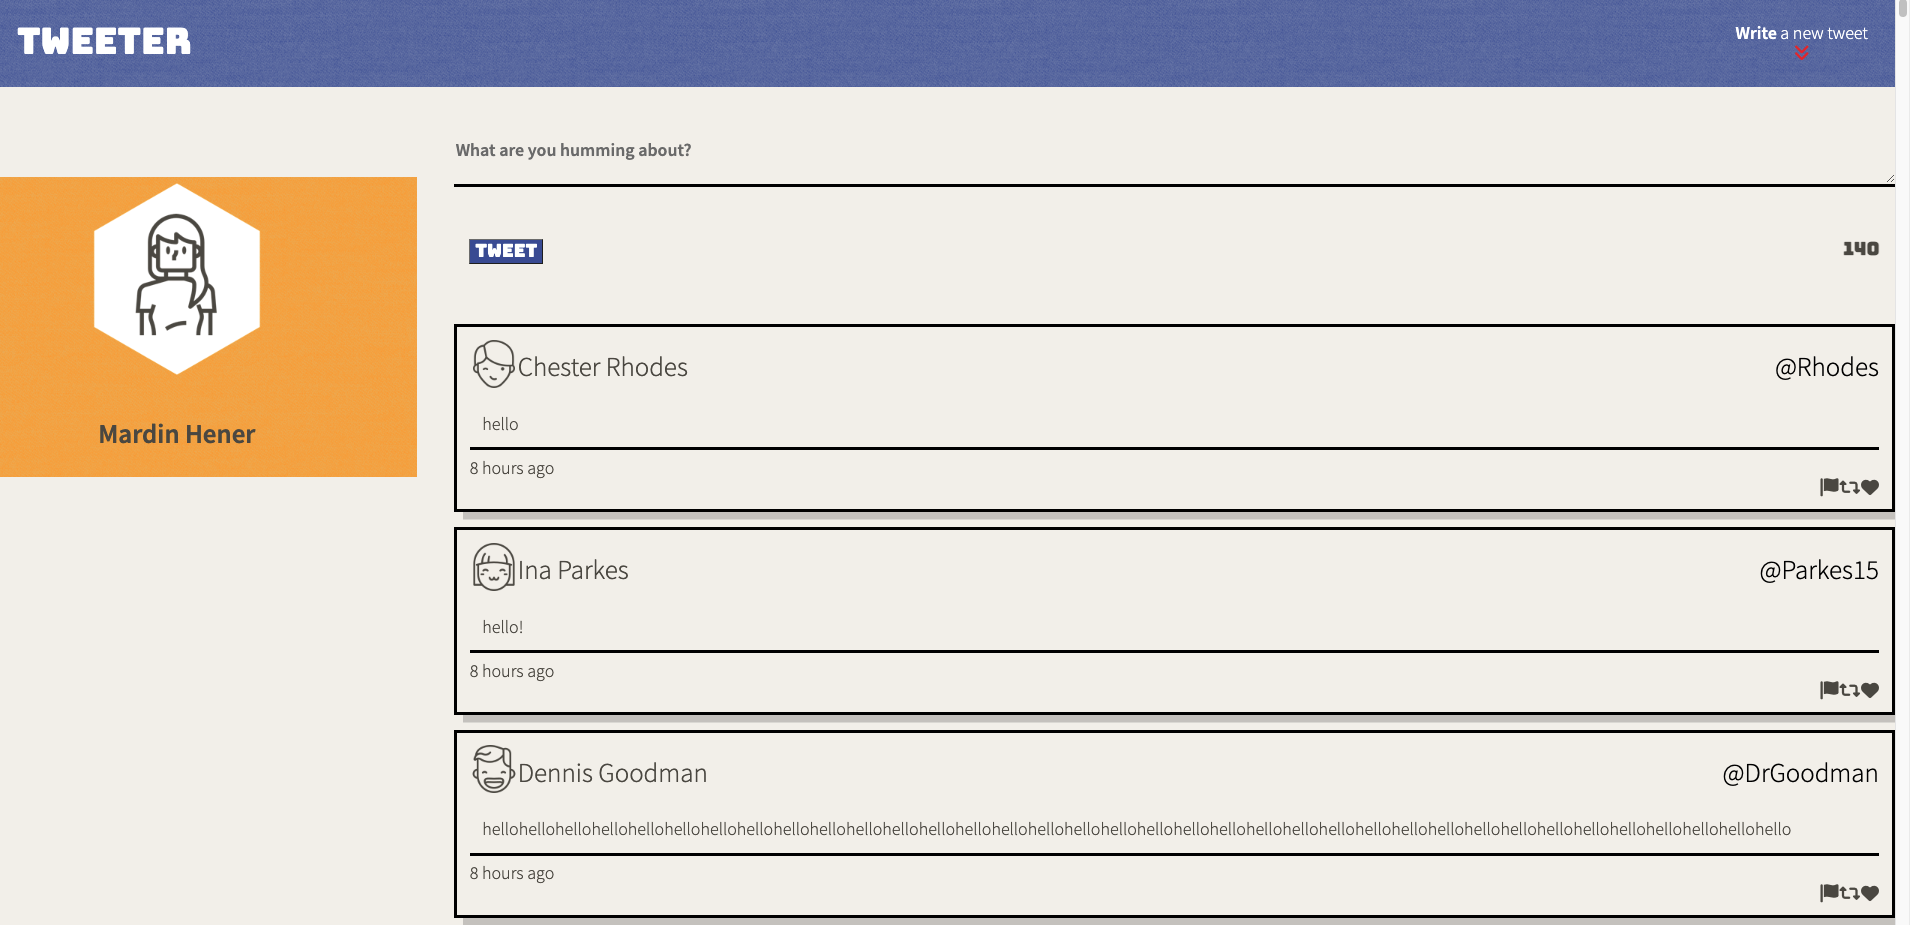 TWEETER
Write a new tweet
What are you humming about?
TWEET
140
Mardin Hener
Chester Rhodes
@Rhodes
hello
8 hours ago
Ina Parkes
@Parkes15
hello!
8 hours ago
Dennis Goodman
@DrGoodman
hellohellohellohellohellohellohellohellohellohellohellohellohellohellohellohellohellohellohellohellohellohellohellohellohellohellohellohellohellohellohellohellohellohellohellohello
8 hours ago